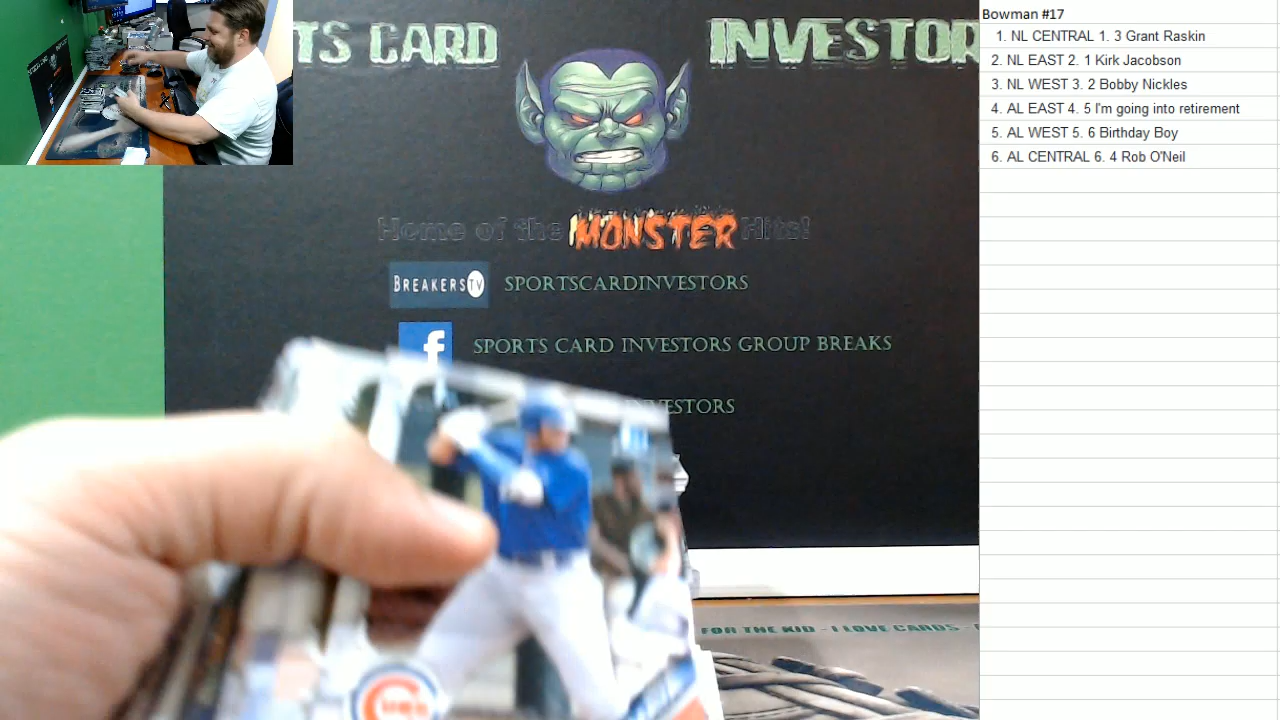 TS CARD
INVESTOR
Home of the MONSTER Hits!
BREAKERS TV
SPORTSCARDINVESTORS
f
SPORTS CARD INVESTORS GROUP BREAKS
ESTORS
CUBS
FOR THE KID - I LOVE CARDS -
Bowman #17
1. NL CENTRAL 1. 3 Grant Raskin
2. NL EAST 2. 1 Kirk Jacobson
3. NL WEST 3. 2 Bobby Nickles
4. AL EAST 4. 5 I'm going into retirement
5. AL WEST 5. 6 Birthday Boy
6. AL CENTRAL 6. 4 Rob O'Neil